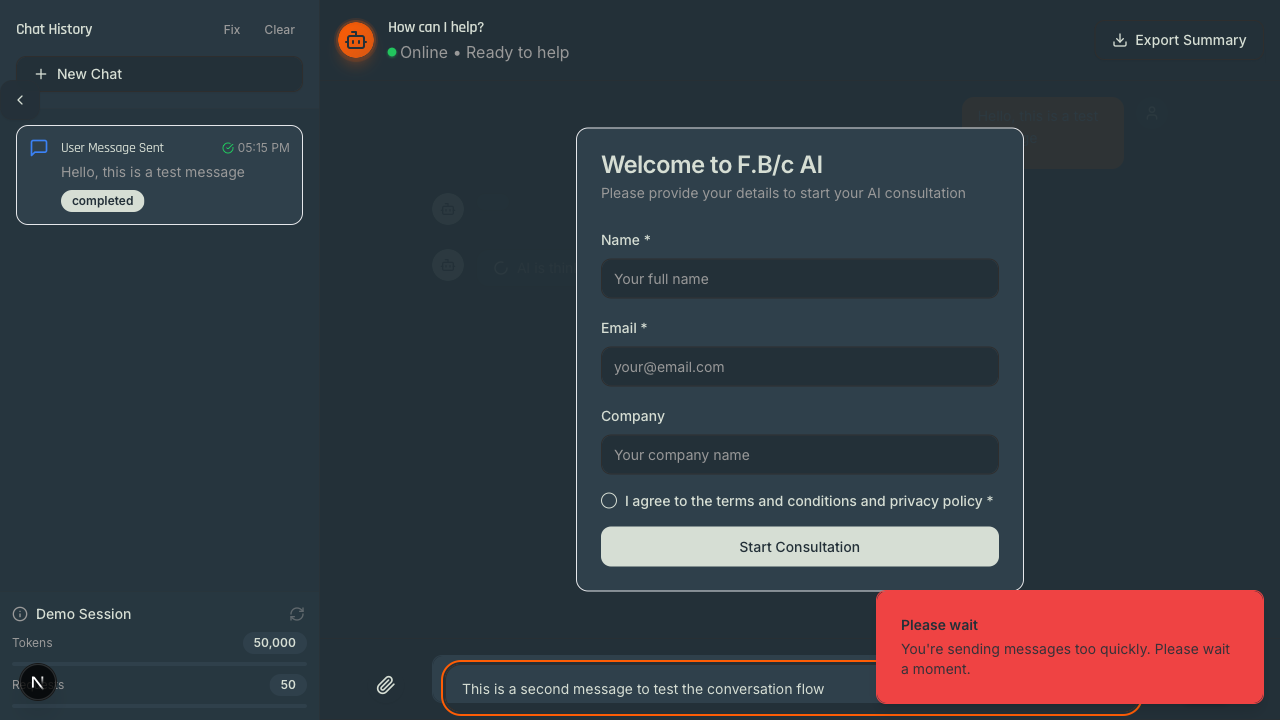 Chat History
Fix
Clear
New Chat
User Message Sent
05:15 PM
Hello, this is a test message
completed
Demo Session
Tokens
50,000
50
N
How can I help?
Online • Ready to help
Export Summary
Welcome to F.B/c AI
Please provide your details to start your AI consultation
Name *
Your full name
Email *
your@email.com
Company
Your company name
I agree to the terms and conditions and privacy policy *
Start Consultation
This is a second message to test the conversation flow
Please wait
You're sending messages too quickly. Please wait
a moment.